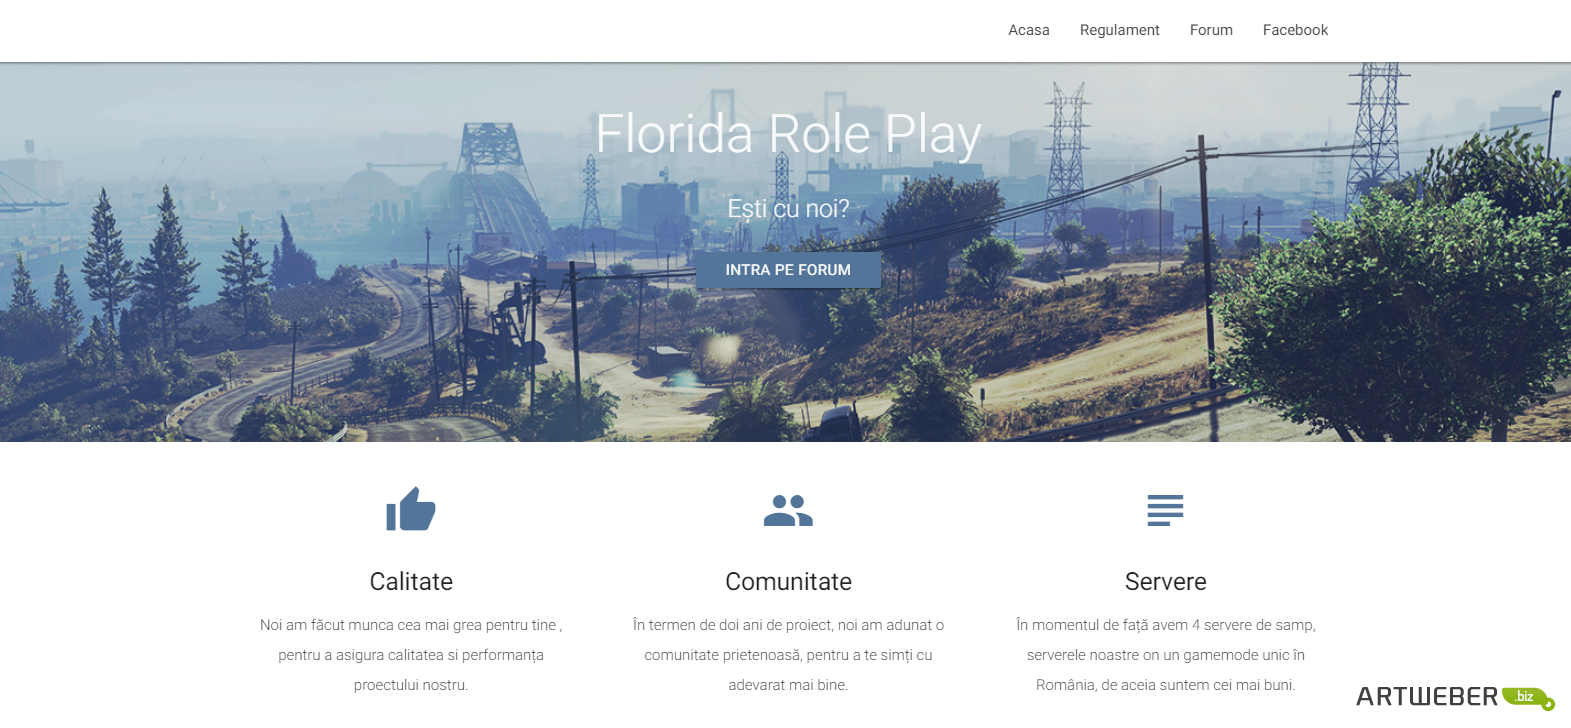 Acasa Regulament Forum Facebook
Florida Role Play
Ești cu noi?
INTRA PE FORUM
Calitate
Noi am făcut munca cea mai grea pentru tine ,
pentru a asigura calitatea si performanța
proectului nostru.
Comunitate
În termen de doi ani de proiect, noi am adunat o
comunitate prietenoasă, pentru a te simți cu
adevarat mai bine.
Servere
În momentul de față avem 4 servere de samp,
serverele noastre on un gamemode unic în
România, de aceia suntem cei mai buni.
ARTWEBER .biz